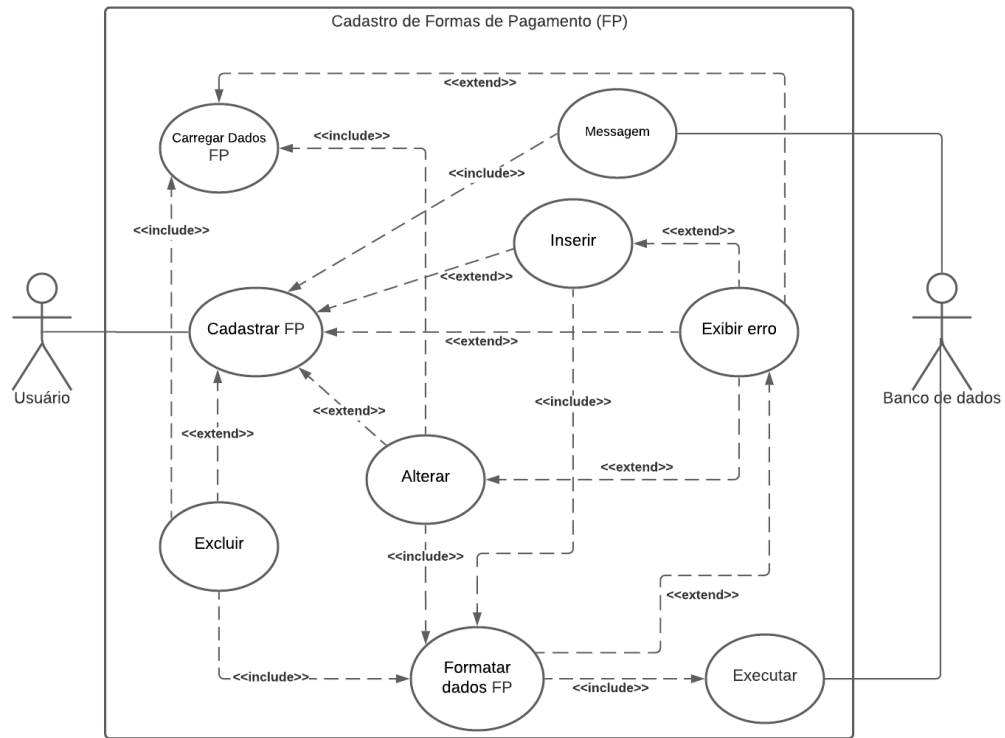 Cadastro de Formas de Pagamento (FP)
<<extend>>
Carregar Dados
FP
<<include>>
Messagem
<<include>>
<<include>>
Inserir
<<extend>>
<<extend>>
Cadastrar FP
<<extend>>
Exibir erro
Usuário
Banco de dados
<<extend>>
<<include>>
<<extend>>
Alterar
<<extend>>
Excluir
<<include>>
<<extend>>
Formatar
dados FP
<<include>>
<<include>>
Executar